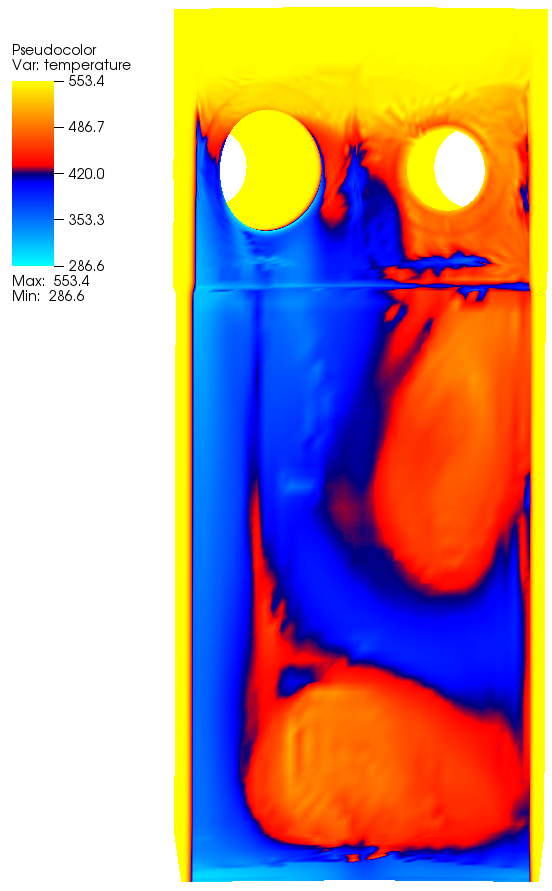 Pseudocolor
Var: temperature
553.4
486.7
420.0
353.3
286.6
Max: 553.4
Min: 286.6